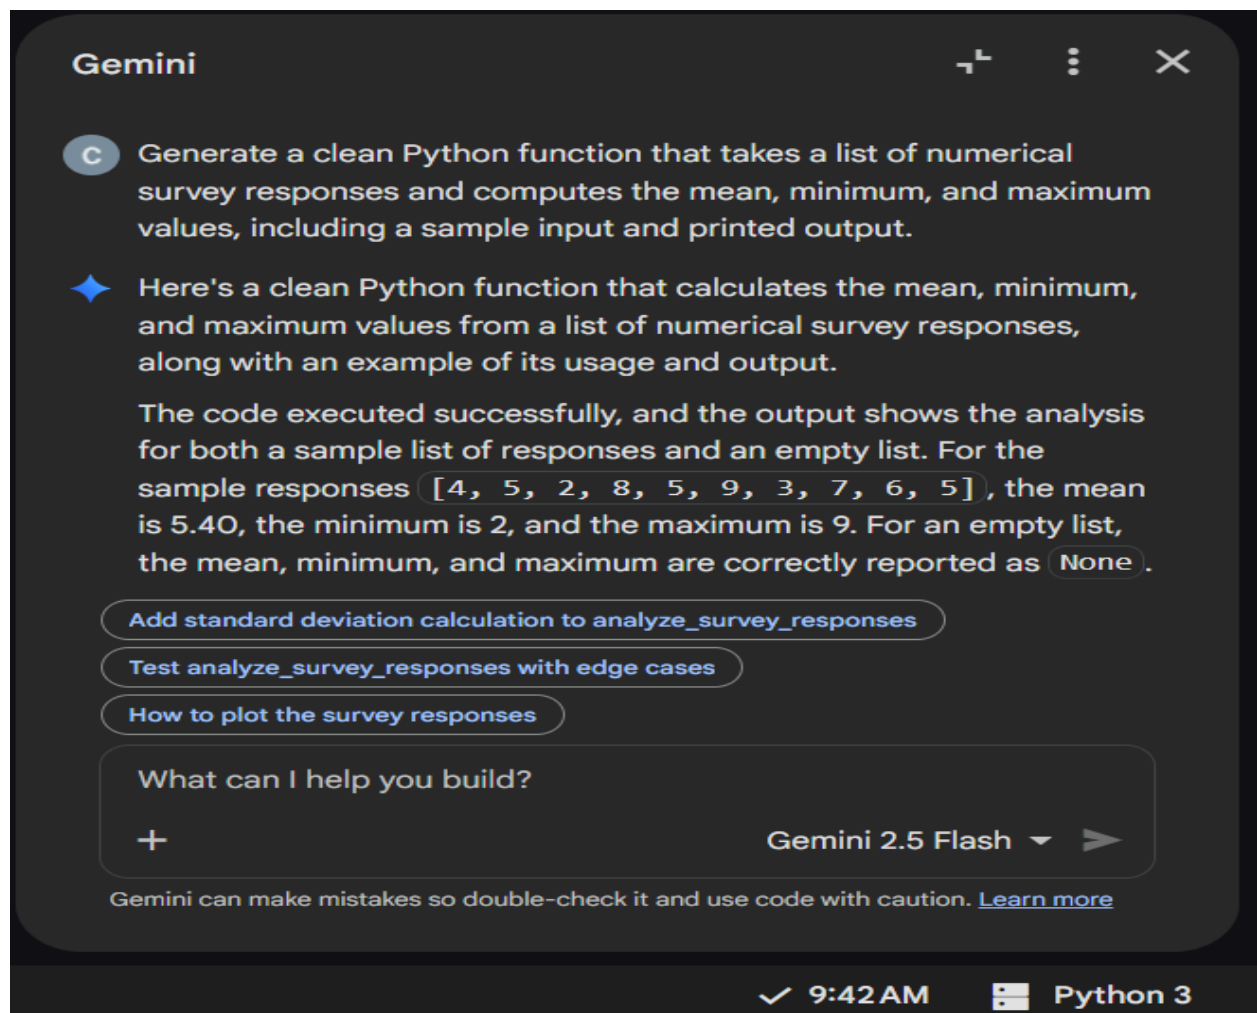 Gemini
C
Generate a clean Python function that takes a list of numerical
survey responses and computes the mean, minimum, and maximum
values, including a sample input and printed output.
Here's a clean Python function that calculates the mean, minimum,
and maximum values from a list of numerical survey responses,
along with an example of its usage and output.
The code executed successfully, and the output shows the analysis
for both a sample list of responses and an empty list. For the
sample responses [4, 5, 2, 8, 5, 9, 3, 7, 6, 5], the mean
is 5.40, the minimum is 2, and the maximum is 9. For an empty list,
the mean, minimum, and maximum are correctly reported as None.
Add standard deviation calculation to analyze_survey_responses
Test analyze_survey_responses with edge cases
How to plot the survey responses
What can I help you build?
Gemini 2.5 Flash
Gemini can make mistakes so double-check it and use code with caution. Learn more
9:42 AM Python 3